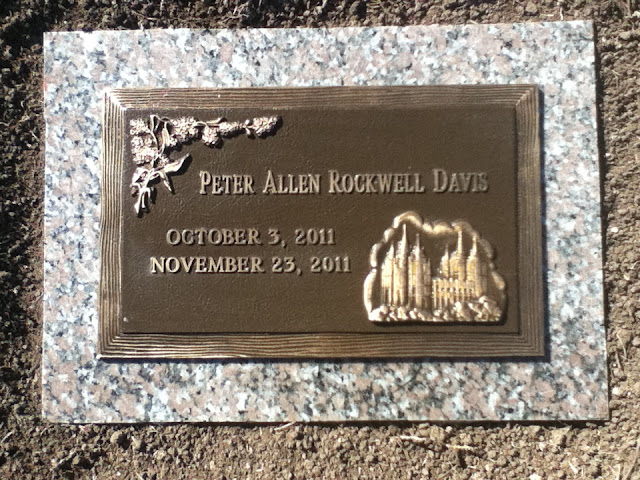 PETER ALLEN ROCKWELL DAVIS
OCTOBER 3, 2011
NOVEMBER 23, 2011